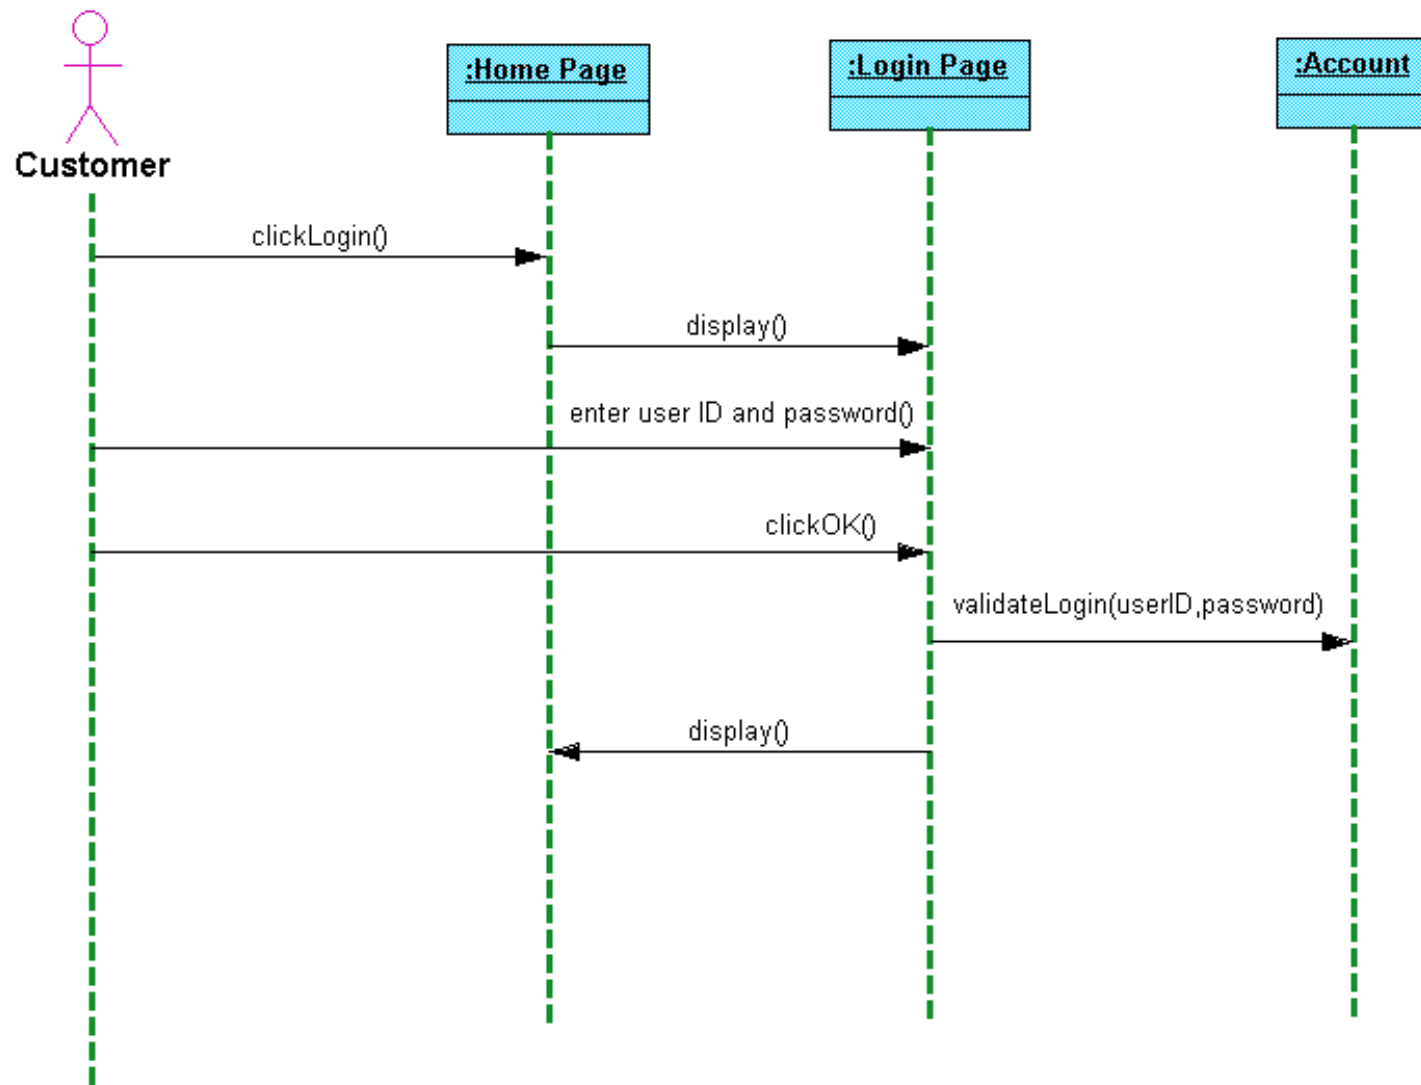 :Home Page
:Login Page
:Account
Customer
clickLogin()
display()
enter user ID and password()
clickOK()
validateLogin(userID,password)
display()